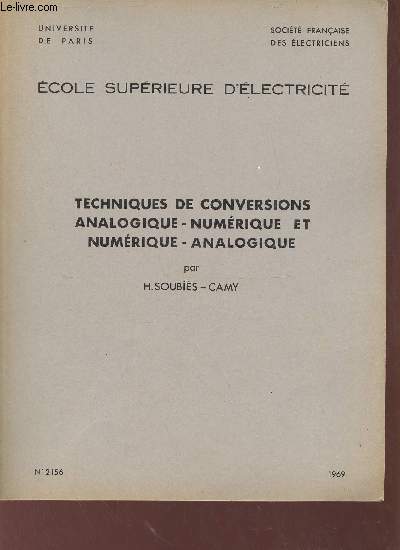 Le-livre.com
UNIVERSITÉ
DE PARIS
SOCIÉTÉ FRANÇAISE
DES ÉLECTRICIENS
ÉCOLE SUPÉRIEURE D'ÉLECTRICITÉ
TECHNIQUES DE CONVERSIONS
ANALOGIQUE - NUMÉRIQUE ET
NUMÉRIQUE - ANALOGIQUE
par
H. SOUBIÈS - CAMY
N° 2156
1969